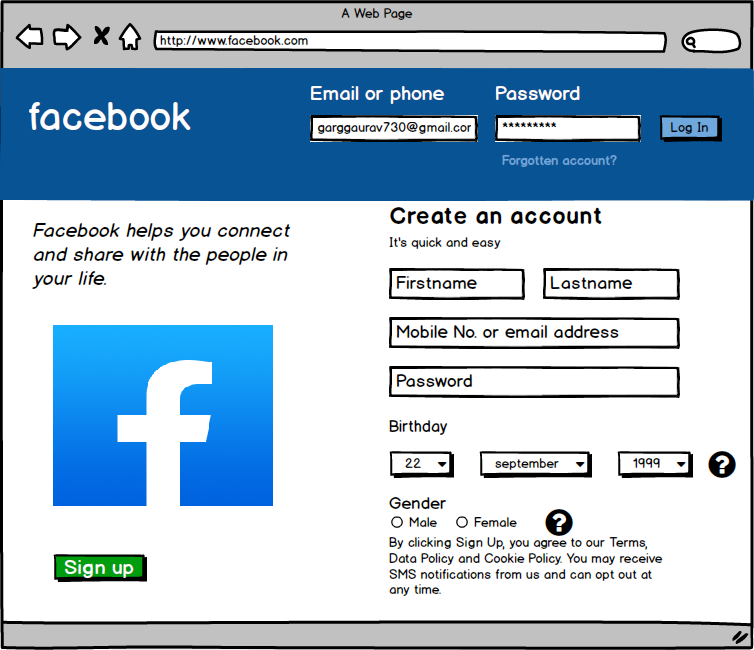 A Web Page
http://www.facebook.com
Email or phone
Password
facebook
garggaurav730@gmail.com
*********
Log In
Forgotten account?
Facebook helps you connect
and share with the people in
your life.
Create an account
It's quick and easy
Firstname
Lastname
Mobile No. or email address
Password
Birthday
22
september
1999
?
Gender
Male
Female
?
By clicking Sign Up, you agree to our Terms,
Data Policy and Cookie Policy. You may receive
SMS notifications from us and can opt out at
any time.
f
Sign up